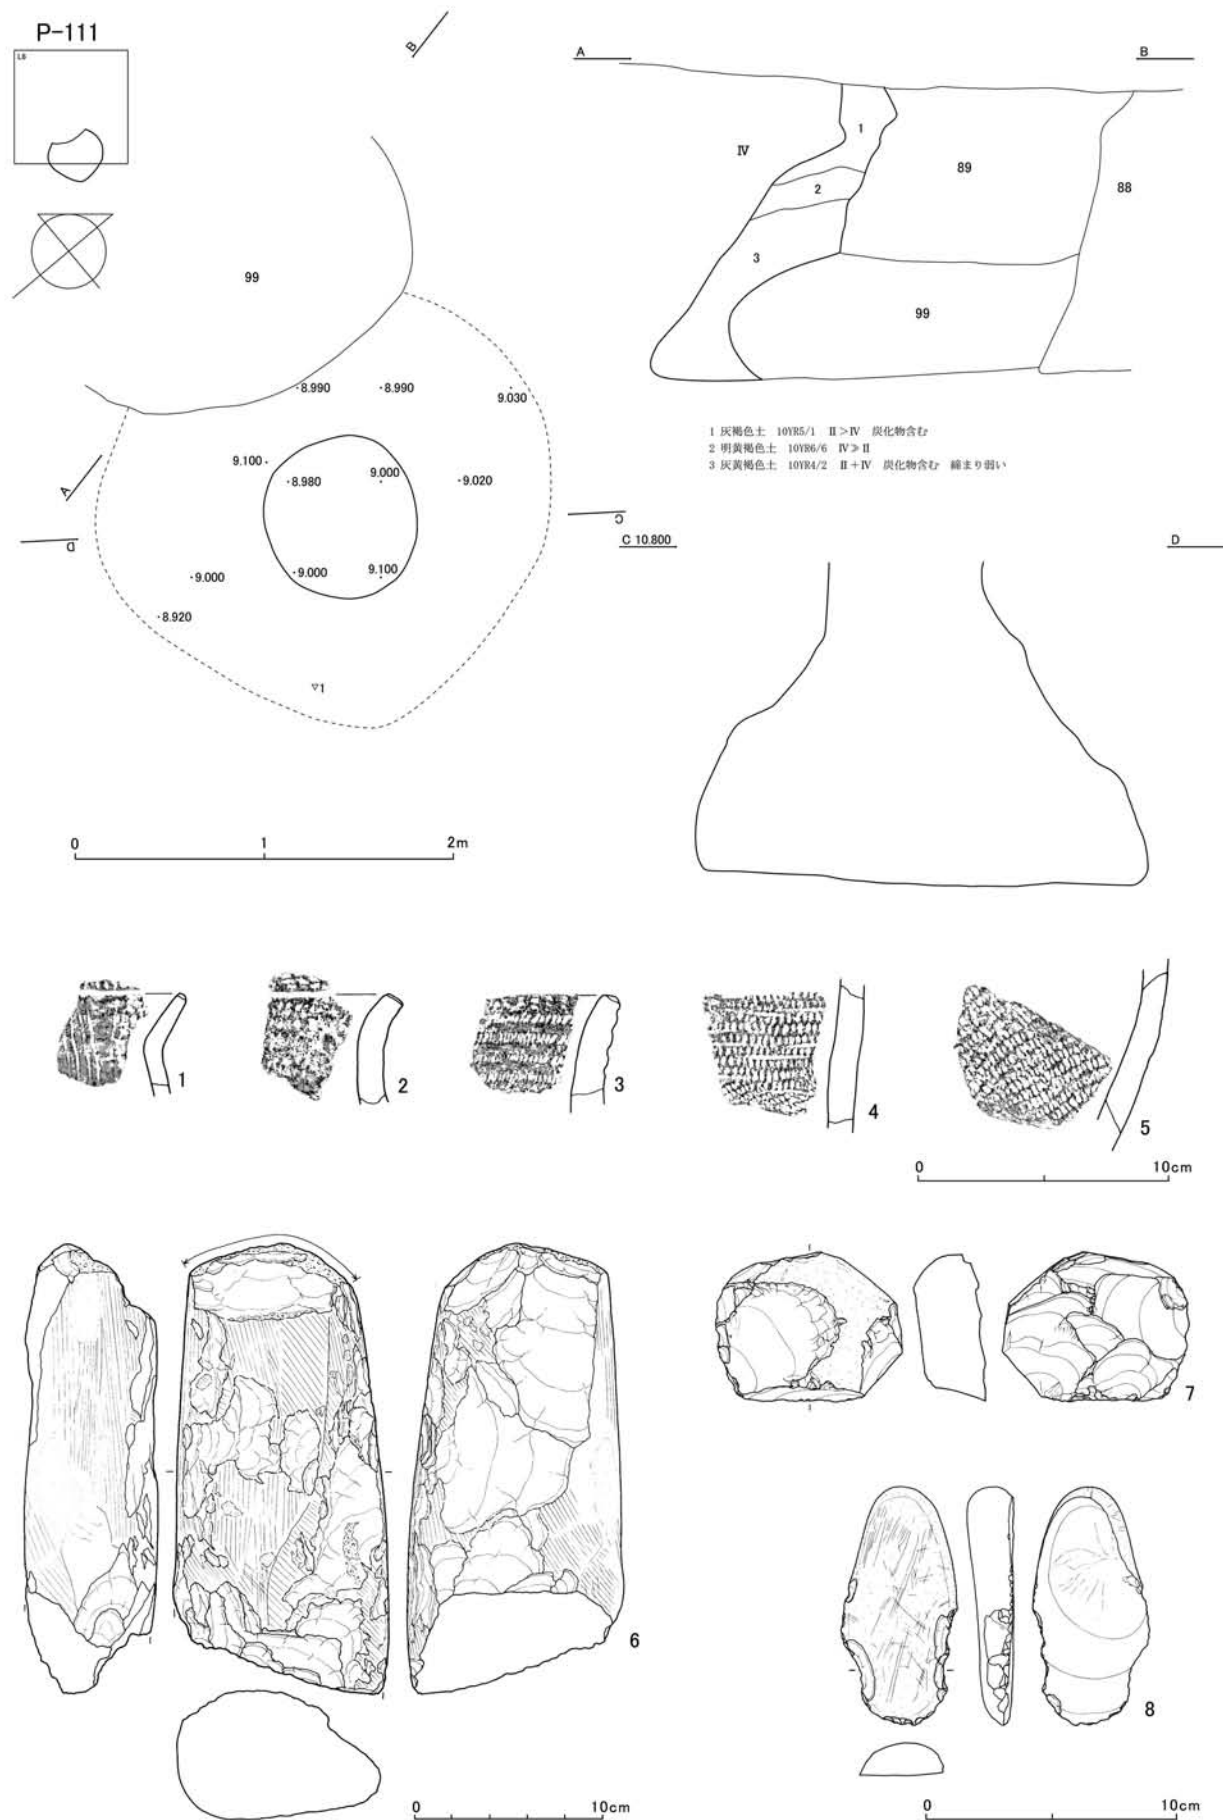 P-111
L8
B
99
8.990
8.990
9.030
9.100
8.980
9.000
9.020
A
D
C
9.000
9.000
9.100
8.920
▽1
0 1 2m
A B
1
Ⅳ
2
89
88
3
99
1 灰褐色土 10YR5/1 Ⅱ>Ⅳ 炭化物含む
2 明黄褐色土 10YR6/6 Ⅳ≫Ⅱ
3 灰黄褐色土 10YR4/2 Ⅱ+Ⅳ 炭化物含む 締まり弱い
C 10.800 D
1
2
3
4
5
0 10cm
6
7
8
0 10cm
0 10cm